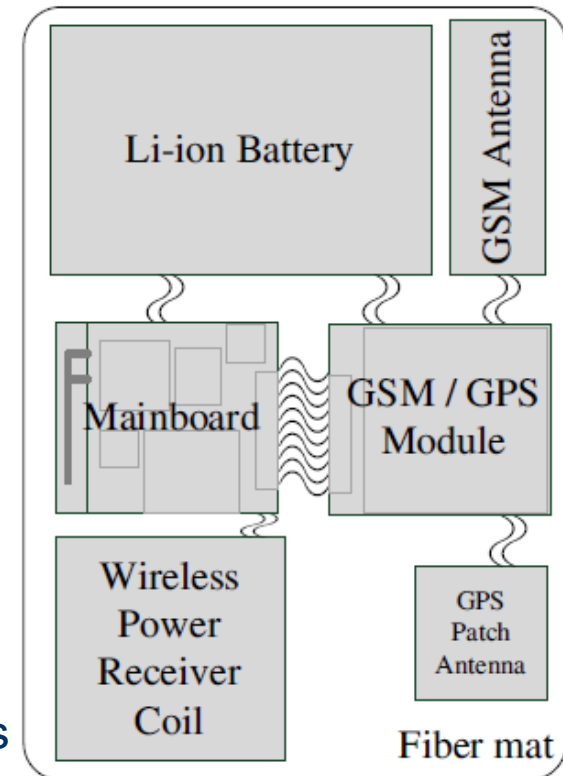 Li-ion Battery
GSM Antenna
Mainboard
GSM / GPS
Module
Wireless
Power
Receiver
Coil
GPS
Patch
Antenna
s
Fiber mat